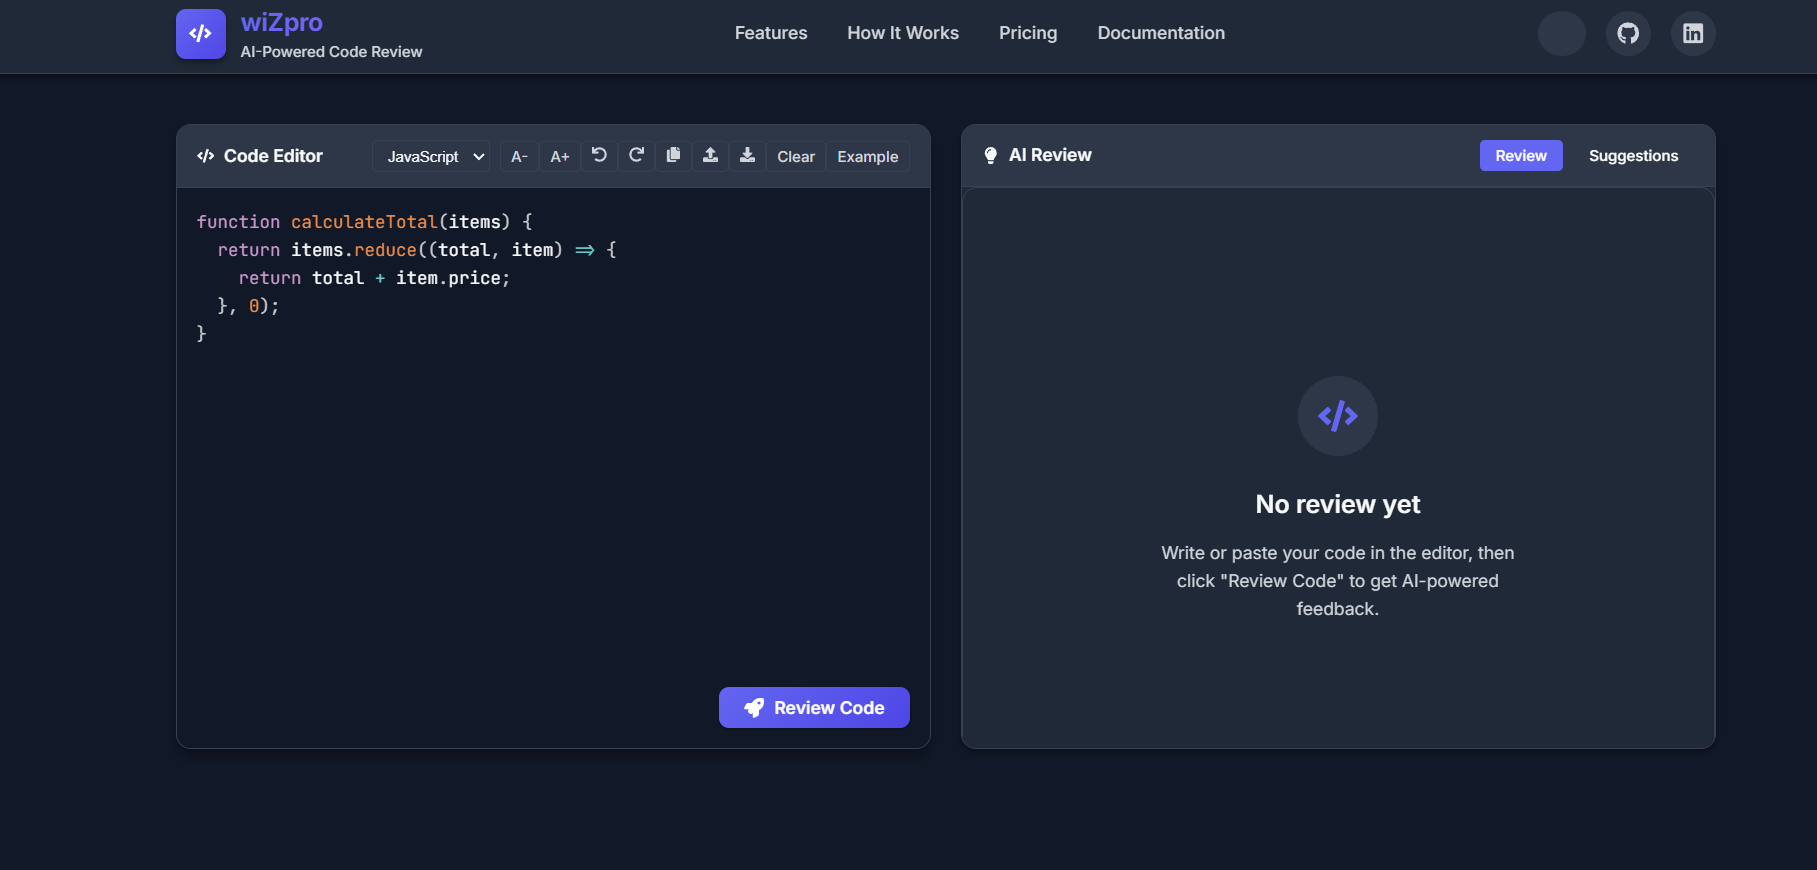 wiZpro
AI-Powered Code Review
Features How It Works Pricing Documentation
Code Editor JavaScript A- A+ Clear Example
function calculateTotal(items) {
  return items.reduce((total, item) => {
    return total + item.price;
  }, 0);
}
Review Code
AI Review Review Suggestions
No review yet
Write or paste your code in the editor, then
click "Review Code" to get AI-powered
feedback.